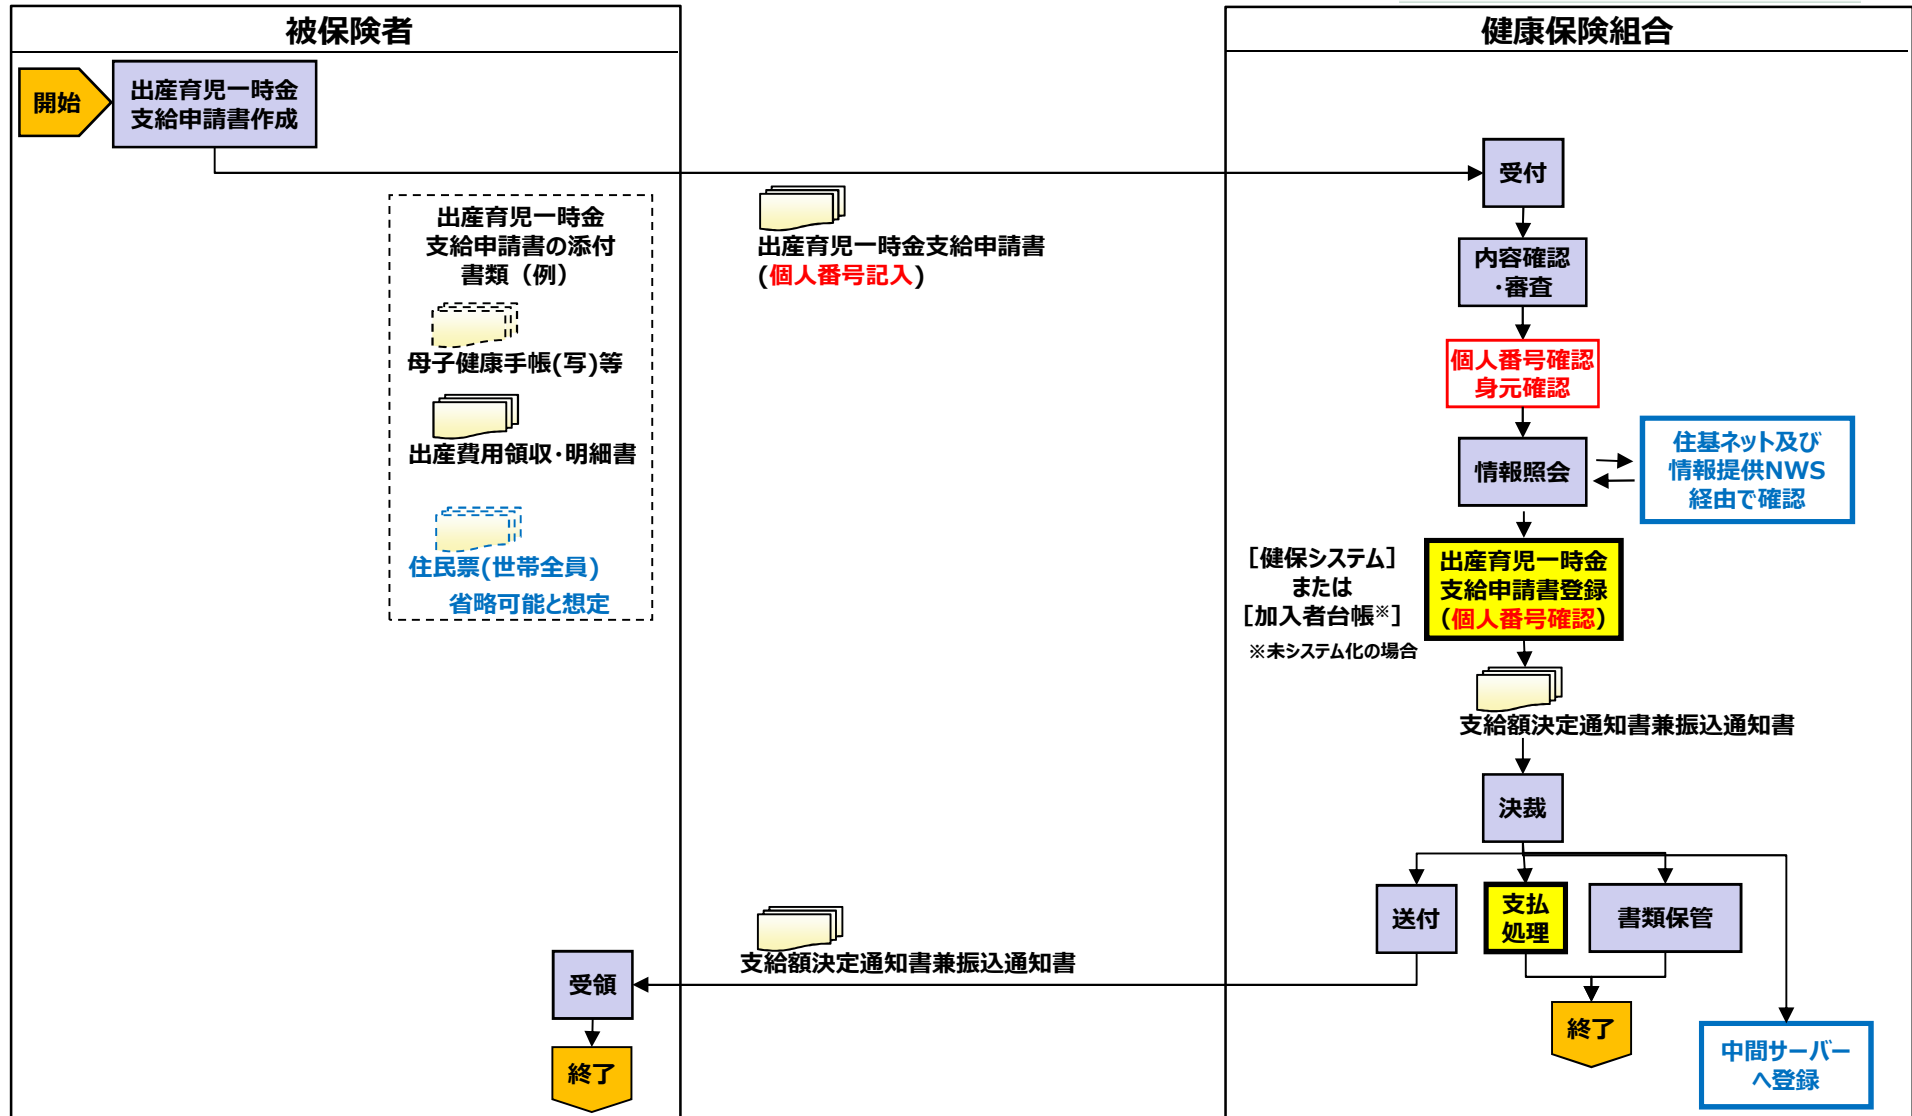 被保険者
健康保険組合
開始
出産育児一時金
支給申請書作成
受付
出産育児一時金
支給申請書の添付
書類（例）
母子健康手帳(写)等
出産費用領収・明細書
住民票(世帯全員)
省略可能と想定
出産育児一時金支給申請書
(個人番号記入)
内容確認
・審査
個人番号確認
身元確認
情報照会
住基ネット及び
情報提供NWS
経由で確認
［健保システム］
または
［加入者台帳※］
※未システム化の場合
出産育児一時金
支給申請書登録
(個人番号確認)
支給額決定通知書兼振込通知書
決裁
送付
支払
処理
書類保管
支給額決定通知書兼振込通知書
受領
終了
終了
中間サーバー
へ登録